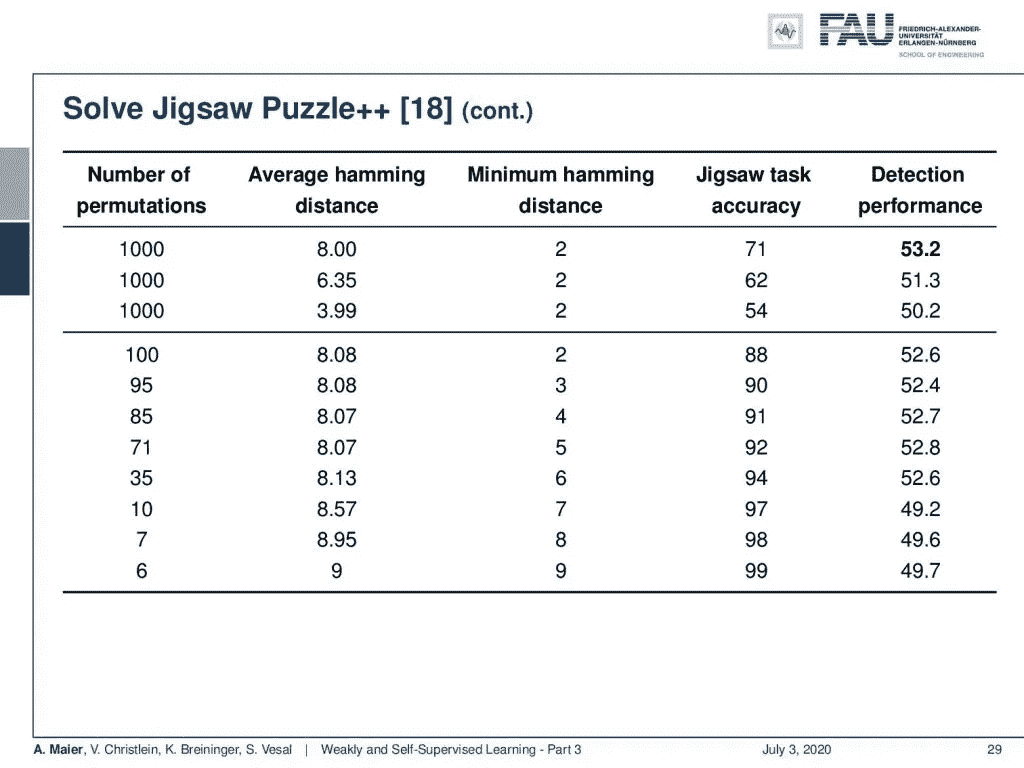 FAU
FRIEDRICH-ALEXANDER-
UNIVERSITÄT
ERLANGEN-NÜRNBERG
SCHOOL OF ENGINEERING
Solve Jigsaw Puzzle++ [18] (cont.)
Number of Average hamming Minimum hamming Jigsaw task Detection
permutations distance distance accuracy performance
1000 8.00 2 71 53.2
1000 6.35 2 62 51.3
1000 3.99 2 54 50.2
100 8.08 2 88 52.6
95 8.08 3 90 52.4
85 8.07 4 91 52.7
71 8.07 5 92 52.8
35 8.13 6 94 52.6
10 8.57 7 97 49.2
7 8.95 8 98 49.6
6 9 9 99 49.7
A. Maier, V. Christlein, K. Breininger, S. Vesal | Weakly and Self-Supervised Learning - Part 3 July 3, 2020 29